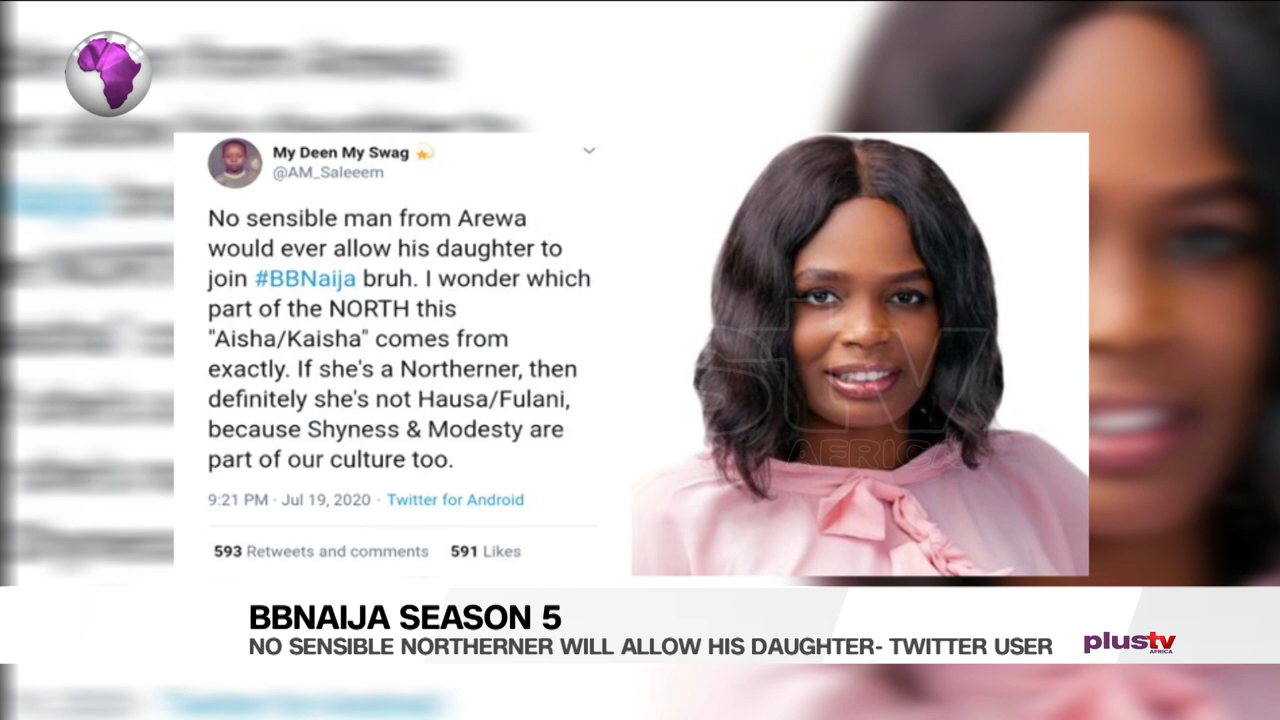 My Deen My Swag
@AM_Saleeem
No sensible man from Arewa
would ever allow his daughter to
join #BBNaija bruh. I wonder which
part of the NORTH this
"Aisha/Kaisha" comes from
exactly. If she's a Northerner, then
definitely she's not Hausa/Fulani,
because Shyness & Modesty are
part of our culture too.
9:21 PM · Jul 19, 2020 · Twitter for Android
593 Retweets and comments 591 Likes
AFRICA
BBNAIJA SEASON 5
NO SENSIBLE NORTHERNER WILL ALLOW HIS DAUGHTER- TWITTER USER
plustv
AFRICA